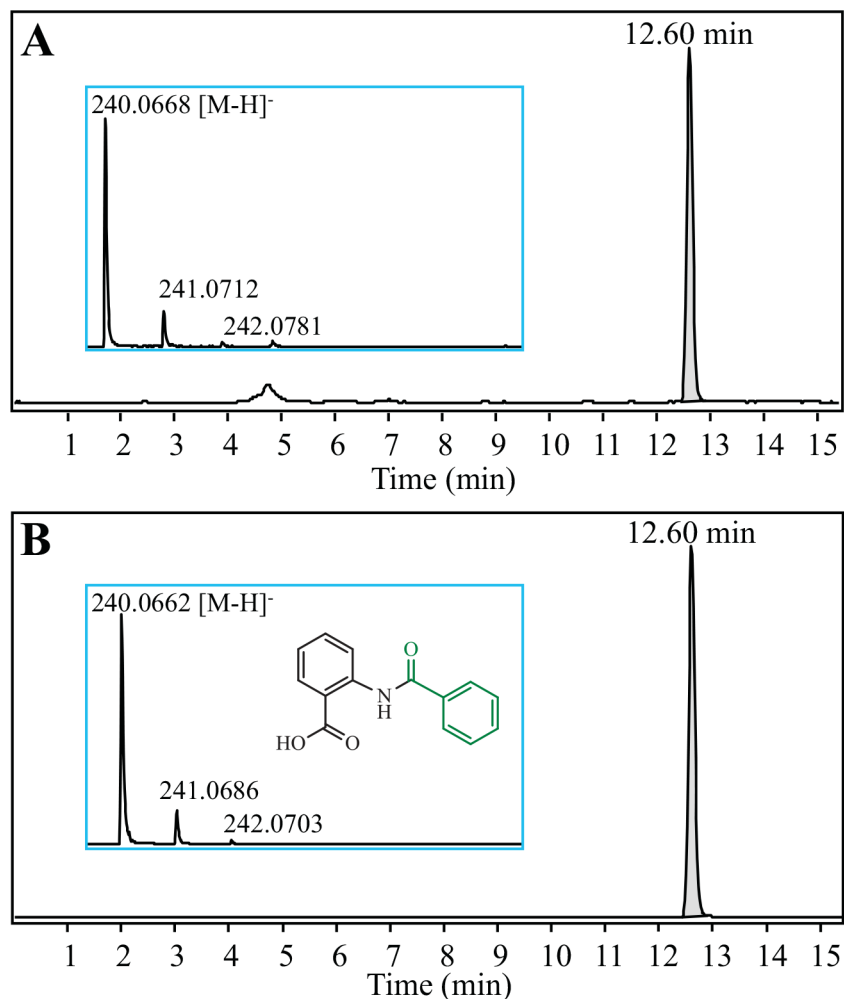 A
12.60 min
240.0668 [M-H]-
241.0712
242.0781
1 2 3 4 5 6 7 8 9 10 11 12 13 14 15
Time (min)
B
12.60 min
240.0662 [M-H]-
O
N
H
HO
O
241.0686
242.0703
1 2 3 4 5 6 7 8 9 10 11 12 13 14 15
Time (min)